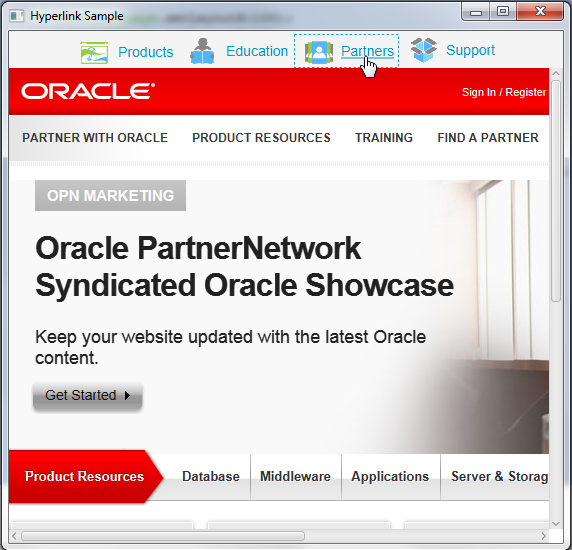 Hyperlink Sample
Products Education Partners Support
ORACLE®
Sign In / Register
PARTNER WITH ORACLE PRODUCT RESOURCES TRAINING FIND A PARTNER
OPN MARKETING
Oracle PartnerNetwork
Syndicated Oracle Showcase
Keep your website updated with the latest Oracle
content.
Get Started
Product Resources Database Middleware Applications Server & Storag